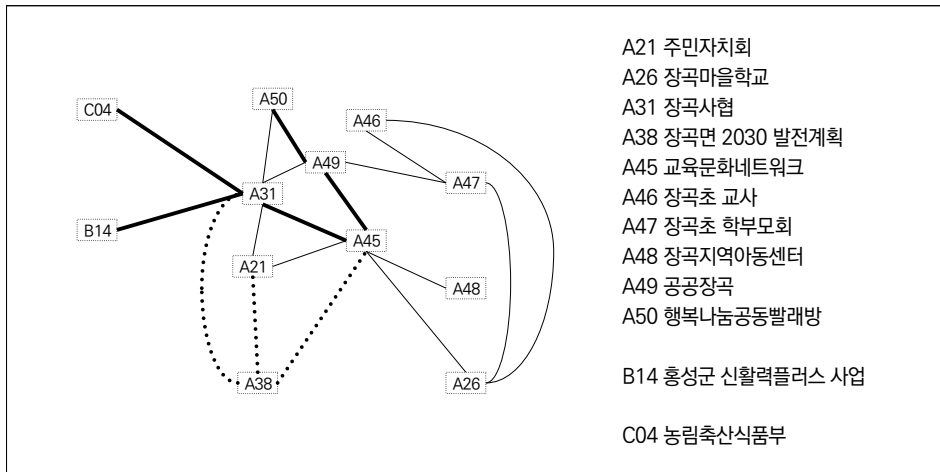 C04
A50
A46
A49
A47
A31
B14
A45
A21
A48
A38
A26
A21 주민자치회
A26 장곡마을학교
A31 장곡사협
A38 장곡면 2030 발전계획
A45 교육문화네트워크
A46 장곡초 교사
A47 장곡초 학부모회
A48 장곡지역아동센터
A49 공공장곡
A50 행복나눔공동빨래방
B14 홍성군 신활력플러스 사업
C04 농림축산식품부